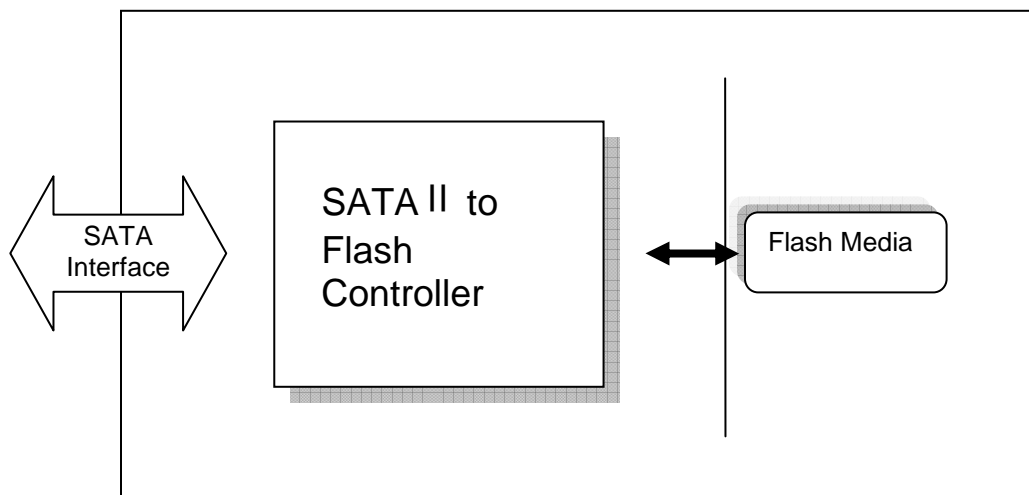 SATA
Interface
SATA II to
Flash
Controller
Flash Media